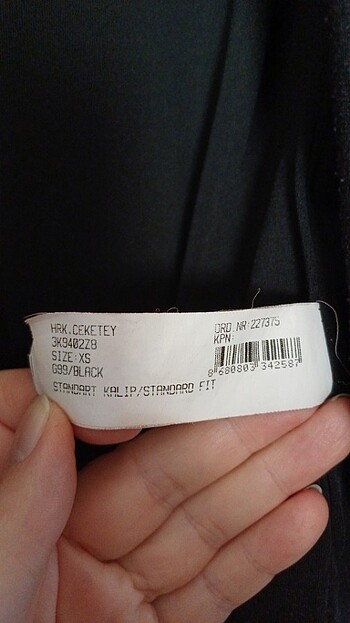 HRK.CEKETEY
3K9402Z8
SIZE:XS
G99/BLACK
STANDART KALIP/STANDARD FIT
ORD.NR:227375
KPN:
8 680803 342587